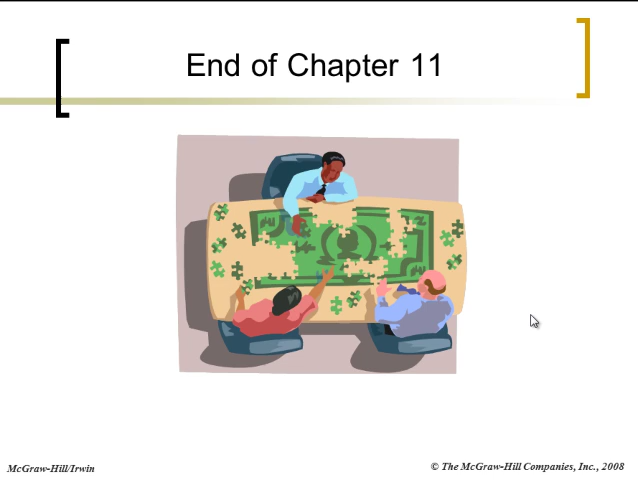 End of Chapter 11
McGraw-Hill/Irwin
© The McGraw-Hill Companies, Inc., 2008